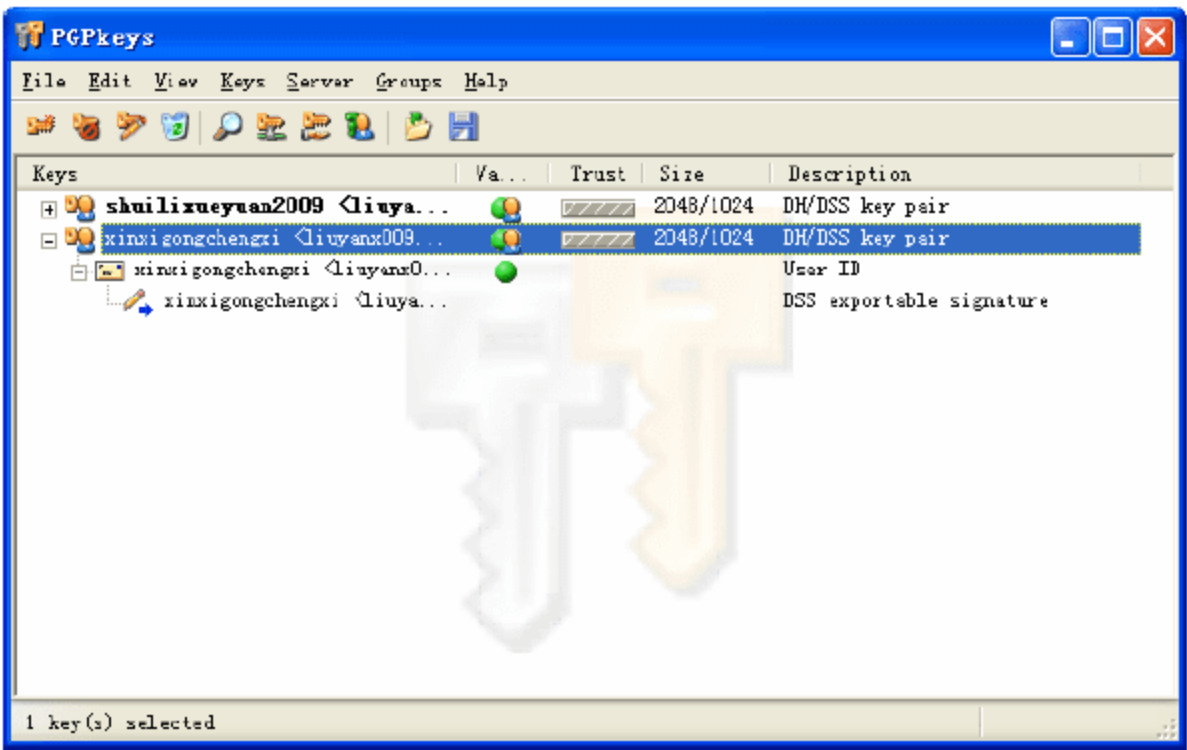 PGPkeys
File Edit View Keys Server Groups Help
Keys Va... Trust Size Description
shuilixueyuan2009 <liuya... 2048/1024 DH/DSS key pair
xinxigongchengxi <liuyanx009... 2048/1024 DH/DSS key pair
xinxigongchengxi <liuyanx0... User ID
xinxigongchengxi <liuya... DSS exportable signature
1 key(s) selected